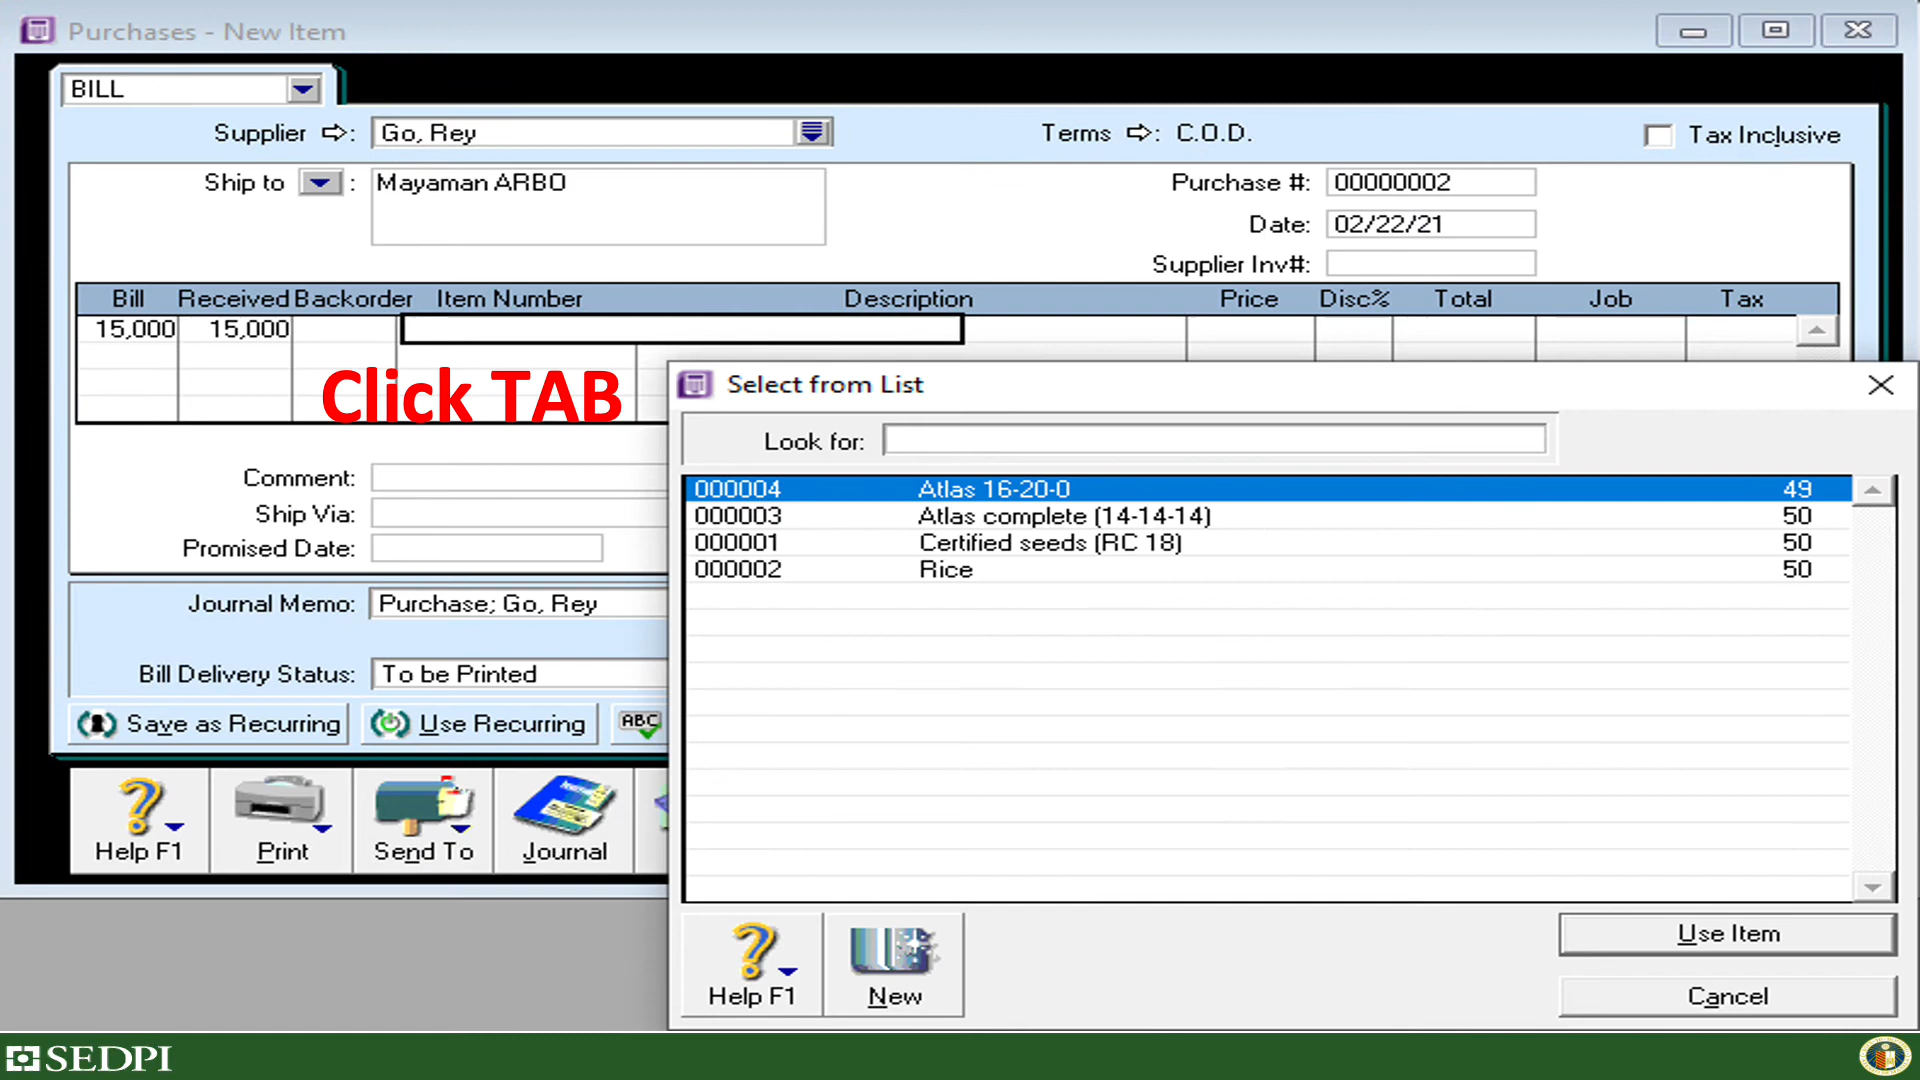 Purchases - New Item
BILL
Supplier ⇨: Go, Rey
Terms ⇨: C.O.D.
Tax Inclusive
Ship to : Mayaman ARBO
Purchase #: 00000002
Date: 02/22/21
Supplier Inv#:
Bill Received Backorder Item Number Description Price Disc% Total Job Tax
15,000 15,000
Click TAB
Comment:
Ship Via:
Promised Date:
Journal Memo: Purchase; Go, Rey
Bill Delivery Status: To be Printed
Save as Recurring Use Recurring ABC
Help F1 Print Send To Journal
Select from List
Look for:
000004 Atlas 16-20-0 49
000003 Atlas complete (14-14-14) 50
000001 Certified seeds (RC 18) 50
000002 Rice 50
Help F1 New
Use Item
Cancel
SEDPI